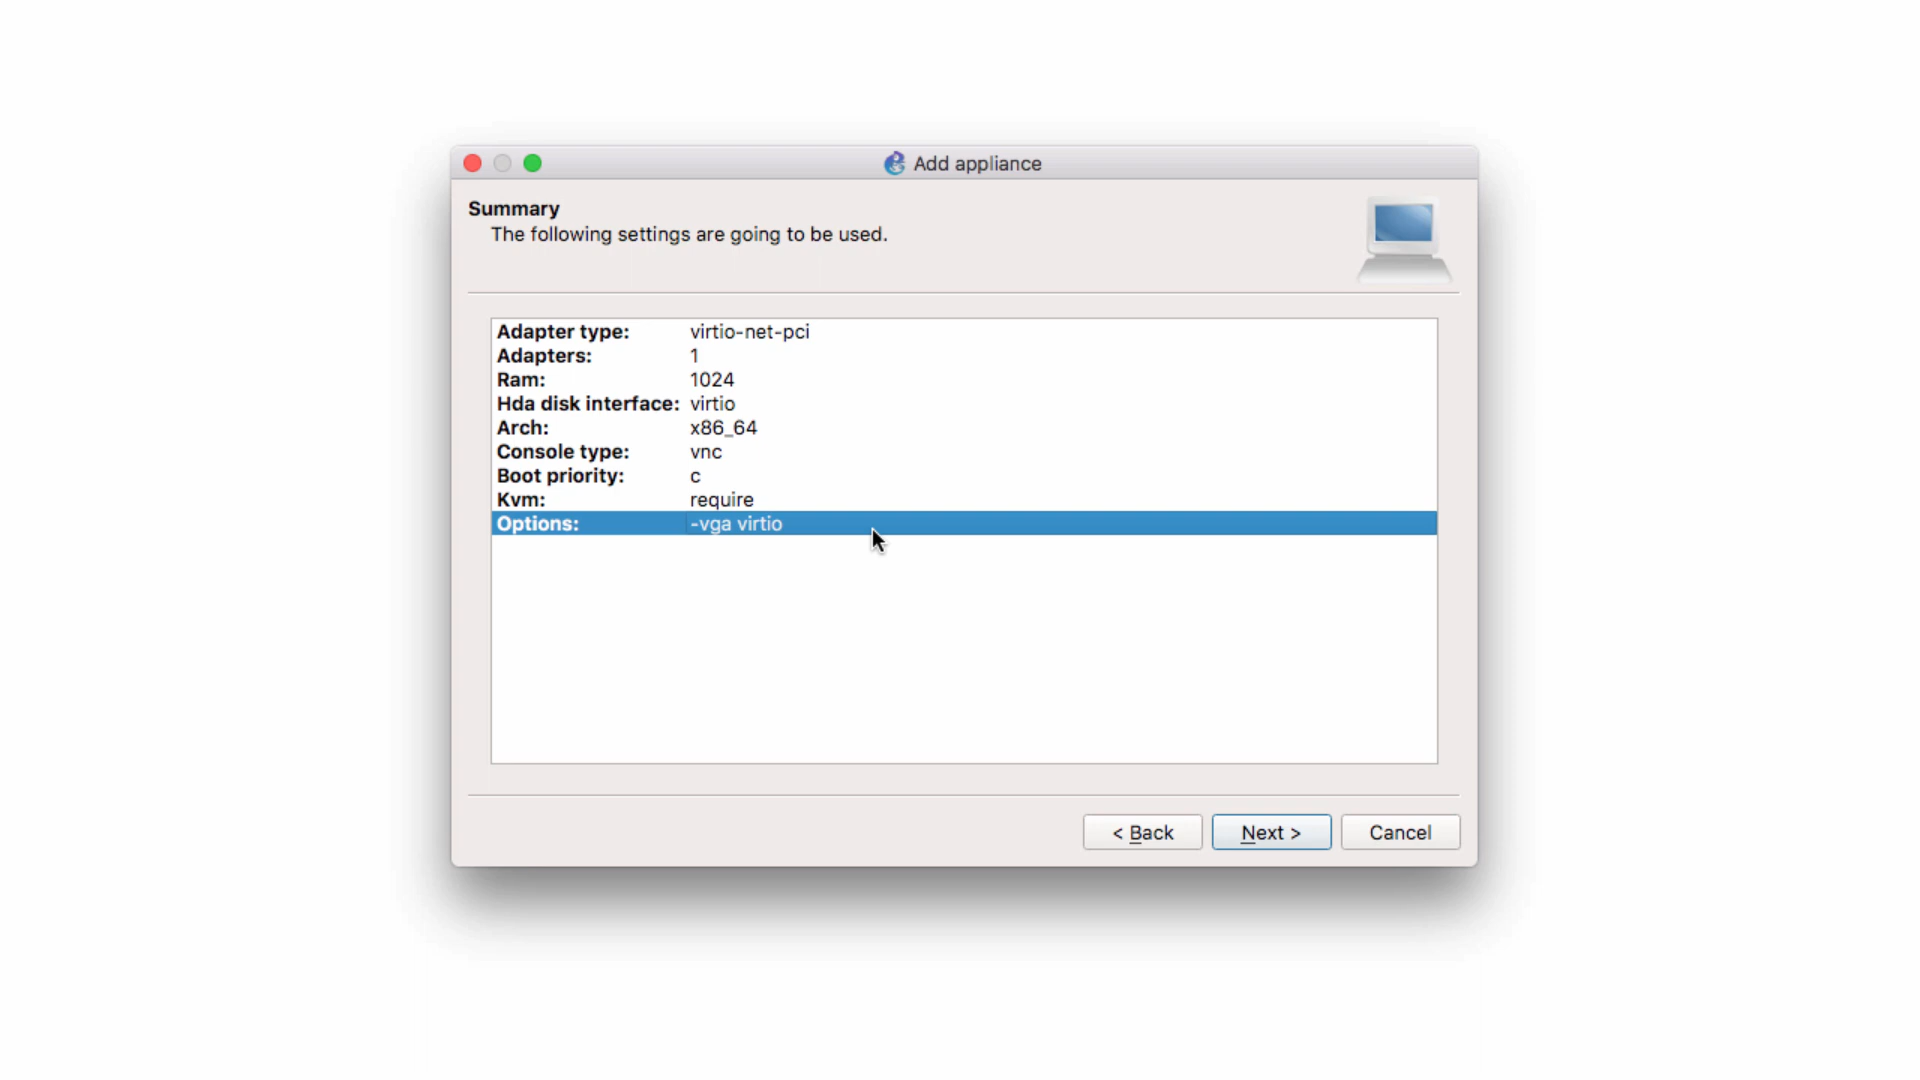 Add appliance
Summary
The following settings are going to be used.
Adapter type: virtio-net-pci
Adapters: 1
Ram: 1024
Hda disk interface: virtio
Arch: x86_64
Console type: vnc
Boot priority: c
Kvm: require
Options: -vga virtio
< Back Next > Cancel